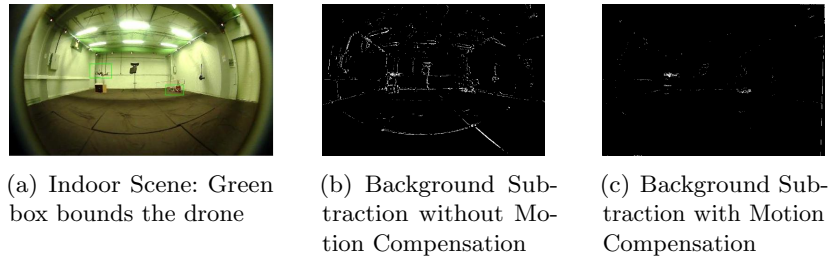 (a) Indoor Scene: Green
box bounds the drone
(b) Background Sub-
traction without Mo-
tion Compensation
(c) Background Sub-
traction with Motion
Compensation